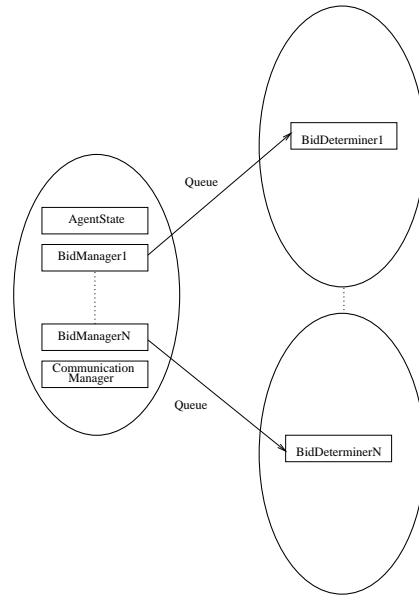 BidDeterminer1
Queue
AgentState
BidManager1
BidManagerN
Communication
Manager
Queue
BidDeterminerN